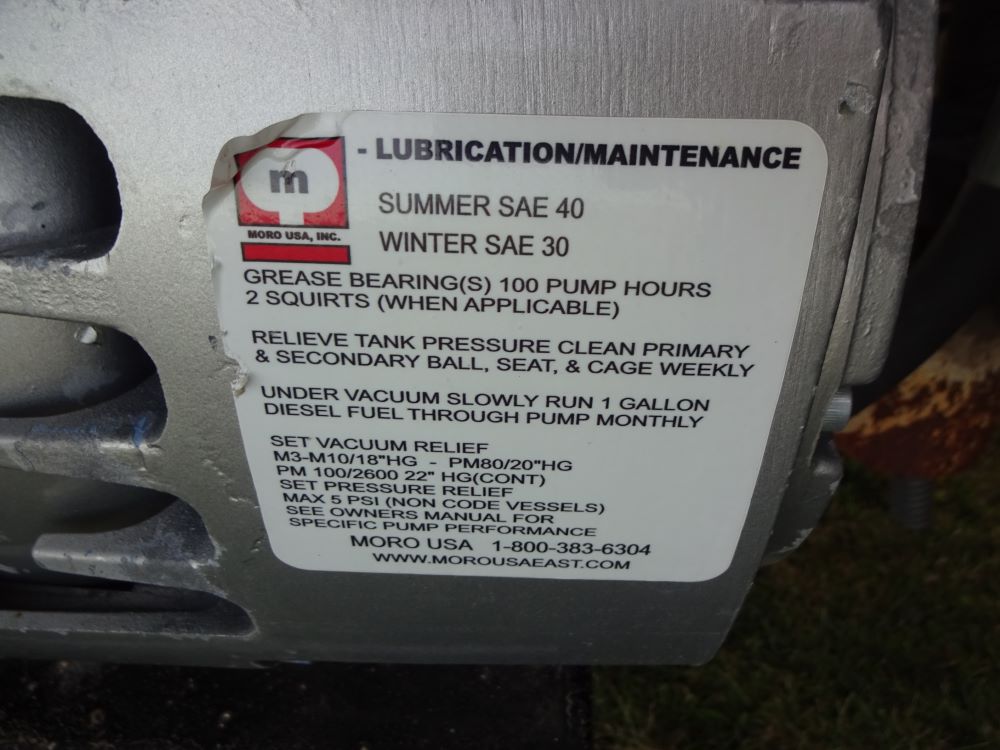 - LUBRICATION/MAINTENANCE
m
MORO USA, INC.
SUMMER SAE 40
WINTER SAE 30
GREASE BEARING(S) 100 PUMP HOURS
2 SQUIRTS (WHEN APPLICABLE)
RELIEVE TANK PRESSURE CLEAN PRIMARY
& SECONDARY BALL, SEAT, & CAGE WEEKLY
UNDER VACUUM SLOWLY RUN 1 GALLON
DIESEL FUEL THROUGH PUMP MONTHLY
SET VACUUM RELIEF
M3-M10/18"HG - PM80/20"HG
PM 100/2600 22" HG(CONT)
SET PRESSURE RELIEF
MAX 5 PSI (NON CODE VESSELS)
SEE OWNERS MANUAL FOR
SPECIFIC PUMP PERFORMANCE
MORO USA 1-800-383-6304
WWW.MOROUSAEAST.COM